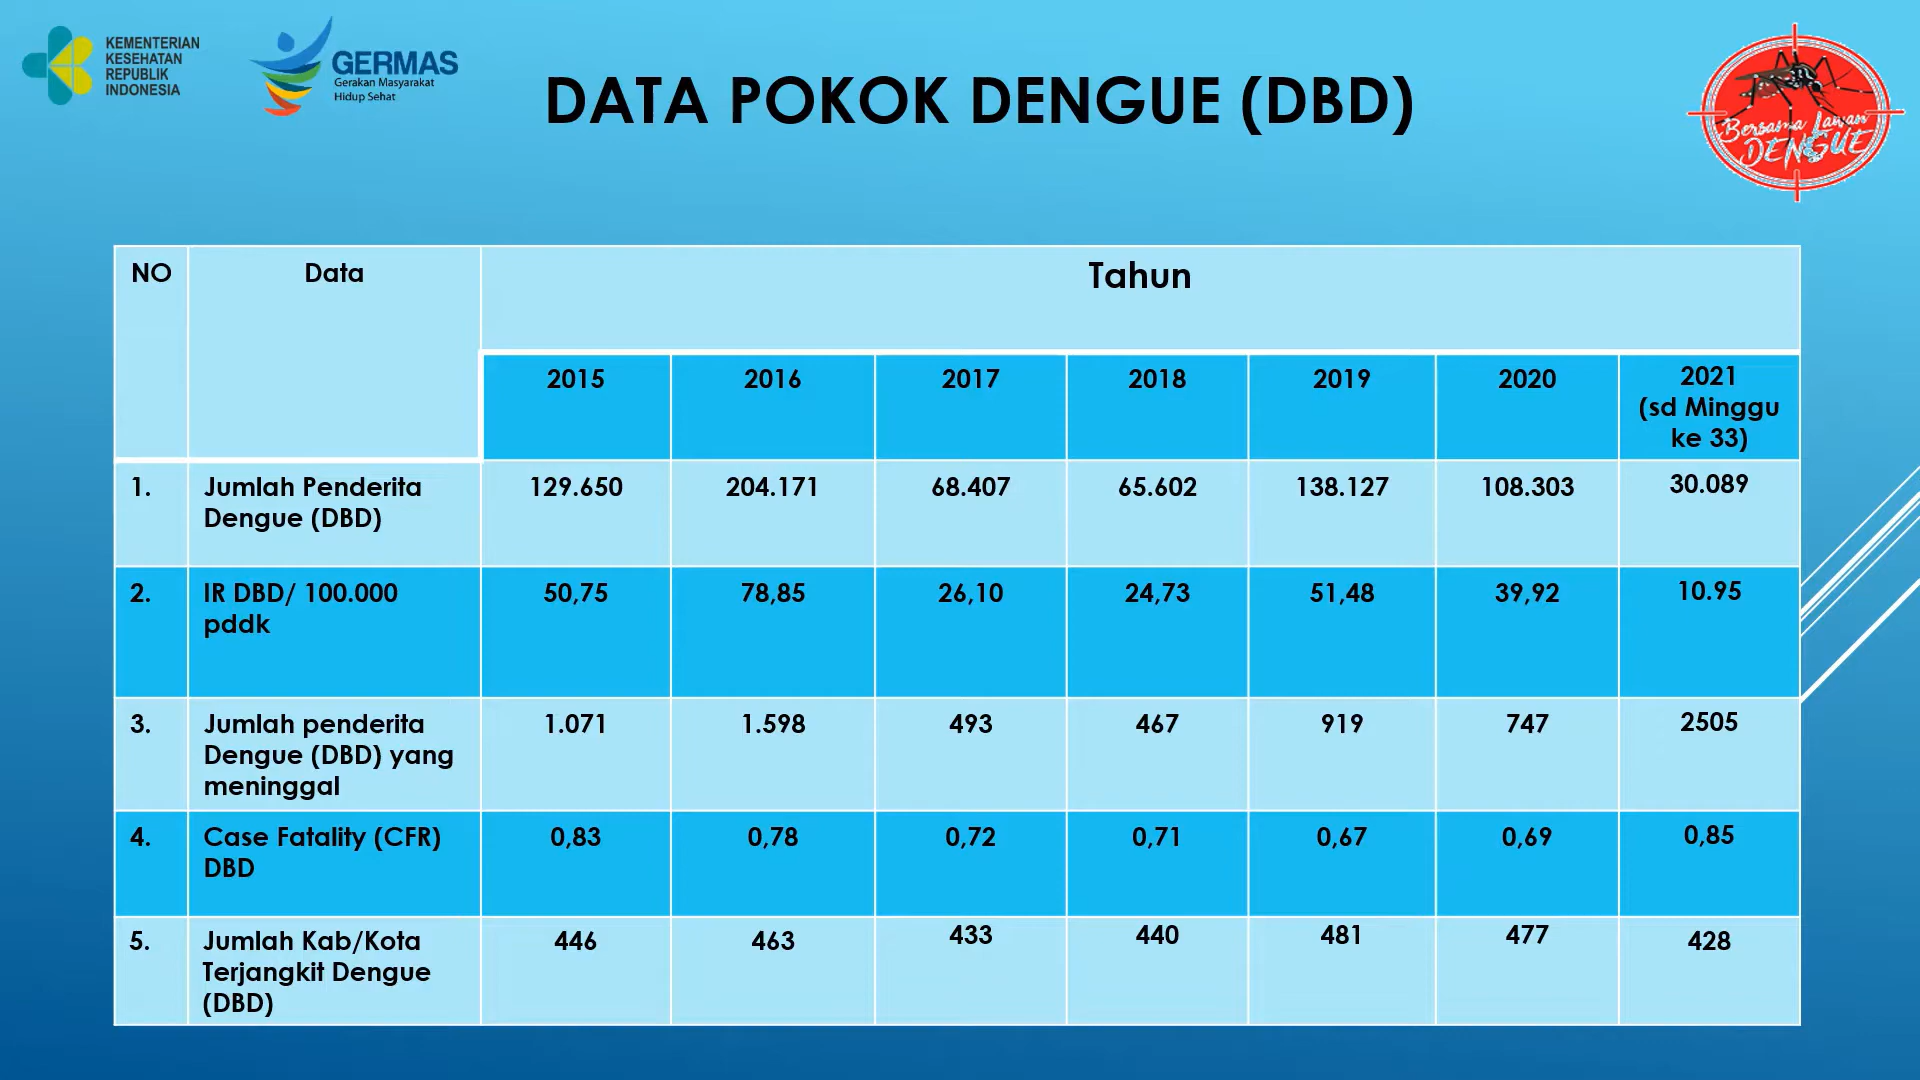 KEMENTERIAN
KESEHATAN
REPUBLIK
INDONESIA
GERMAS
Gerakan Masyarakat
Hidup Sehat
DATA POKOK DENGUE (DBD)
Bersama Lawan
DENGUE
NO Data Tahun
2015 2016 2017 2018 2019 2020 2021
(sd Minggu
ke 33)
1. Jumlah Penderita 129.650 204.171 68.407 65.602 138.127 108.303 30.089
Dengue (DBD)
2. IR DBD/ 100.000 50,75 78,85 26,10 24,73 51,48 39,92 10.95
pddk
3. Jumlah penderita 1.071 1.598 493 467 919 747 2505
Dengue (DBD) yang
meninggal
4. Case Fatality (CFR) 0,83 0,78 0,72 0,71 0,67 0,69 0,85
DBD
5. Jumlah Kab/Kota 446 463 433 440 481 477 428
Terjangkit Dengue
(DBD)